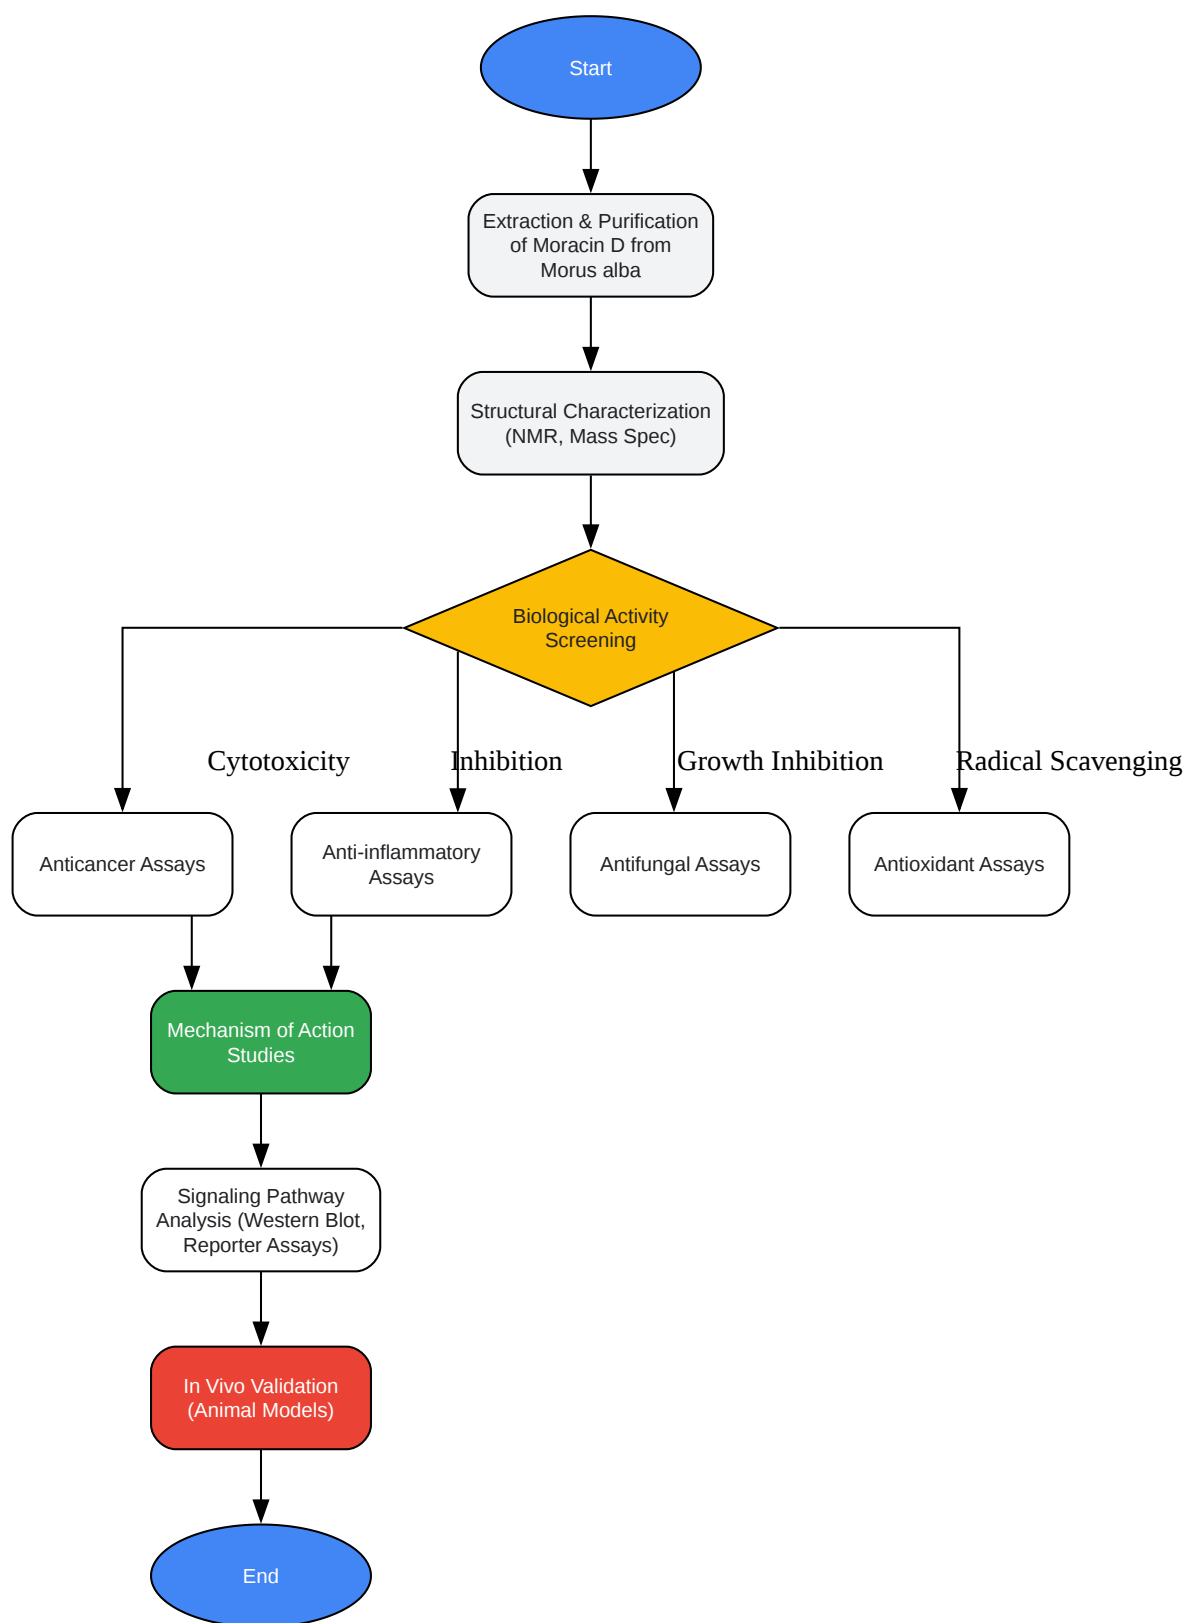 Start
Extraction & Purification
of Moracin D from
Morus alba
Structural Characterization
(NMR, Mass Spec)
Biological Activity
Screening
Cytotoxicity
Inhibition
Growth Inhibition
Radical Scavenging
Anticancer Assays
Anti-inflammatory
Assays
Antifungal Assays
Antioxidant Assays
Mechanism of Action
Studies
Signaling Pathway
Analysis (Western Blot,
Reporter Assays)
In Vivo Validation
(Animal Models)
End